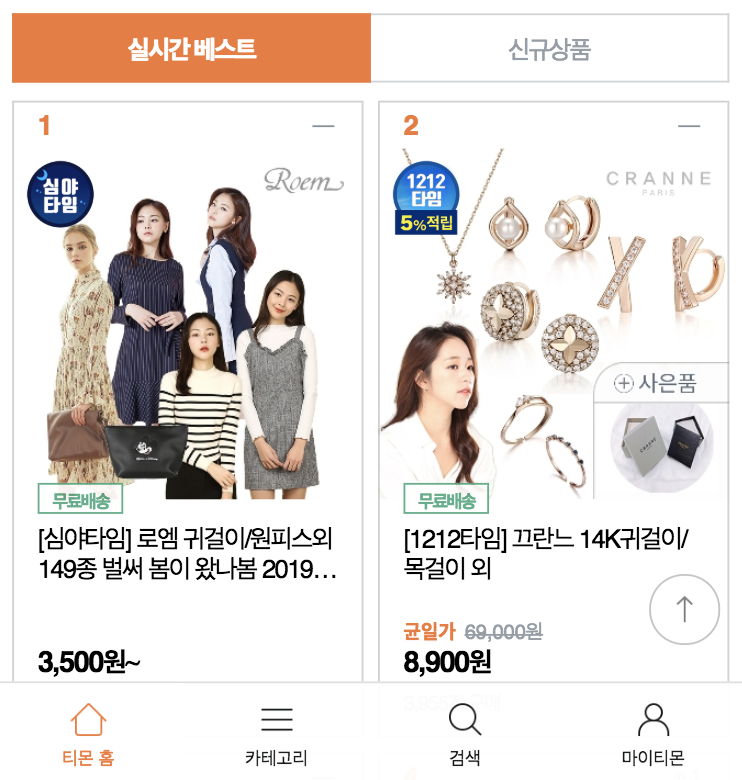 실시간 베스트
신규상품
1
심야
타임
Roem
무료배송
[심야타임] 로엠 귀걸이/원피스외
149종 벌써 봄이 왔나봄 2019...
3,500원~
2
1212
타임
5%적립
CRANNE
PARIS
+ 사은품
CRANNE
무료배송
[1212타임] 끄란느 14K귀걸이/
목걸이 외
균일가 69,000원
8,900원
티몬 홈
카테고리
검색
마이티몬